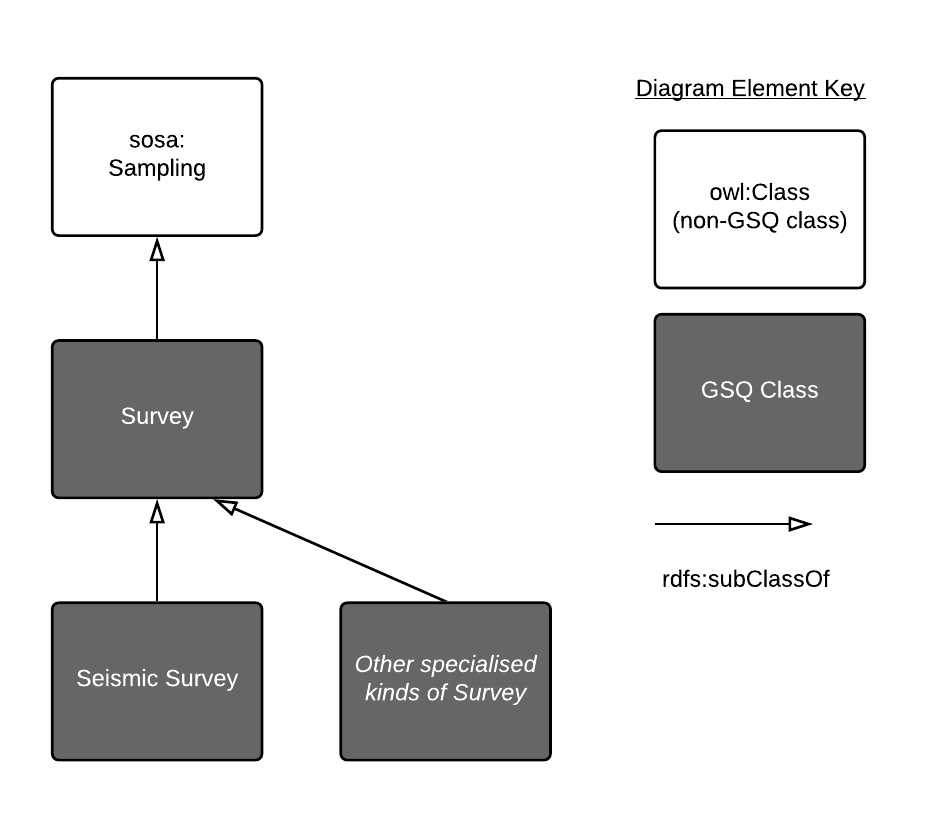 sosa:
Sampling
Survey
Seismic Survey
Other specialised
kinds of Survey
Diagram Element Key
owl:Class
(non-GSQ class)
GSQ Class
rdfs:subClassOf